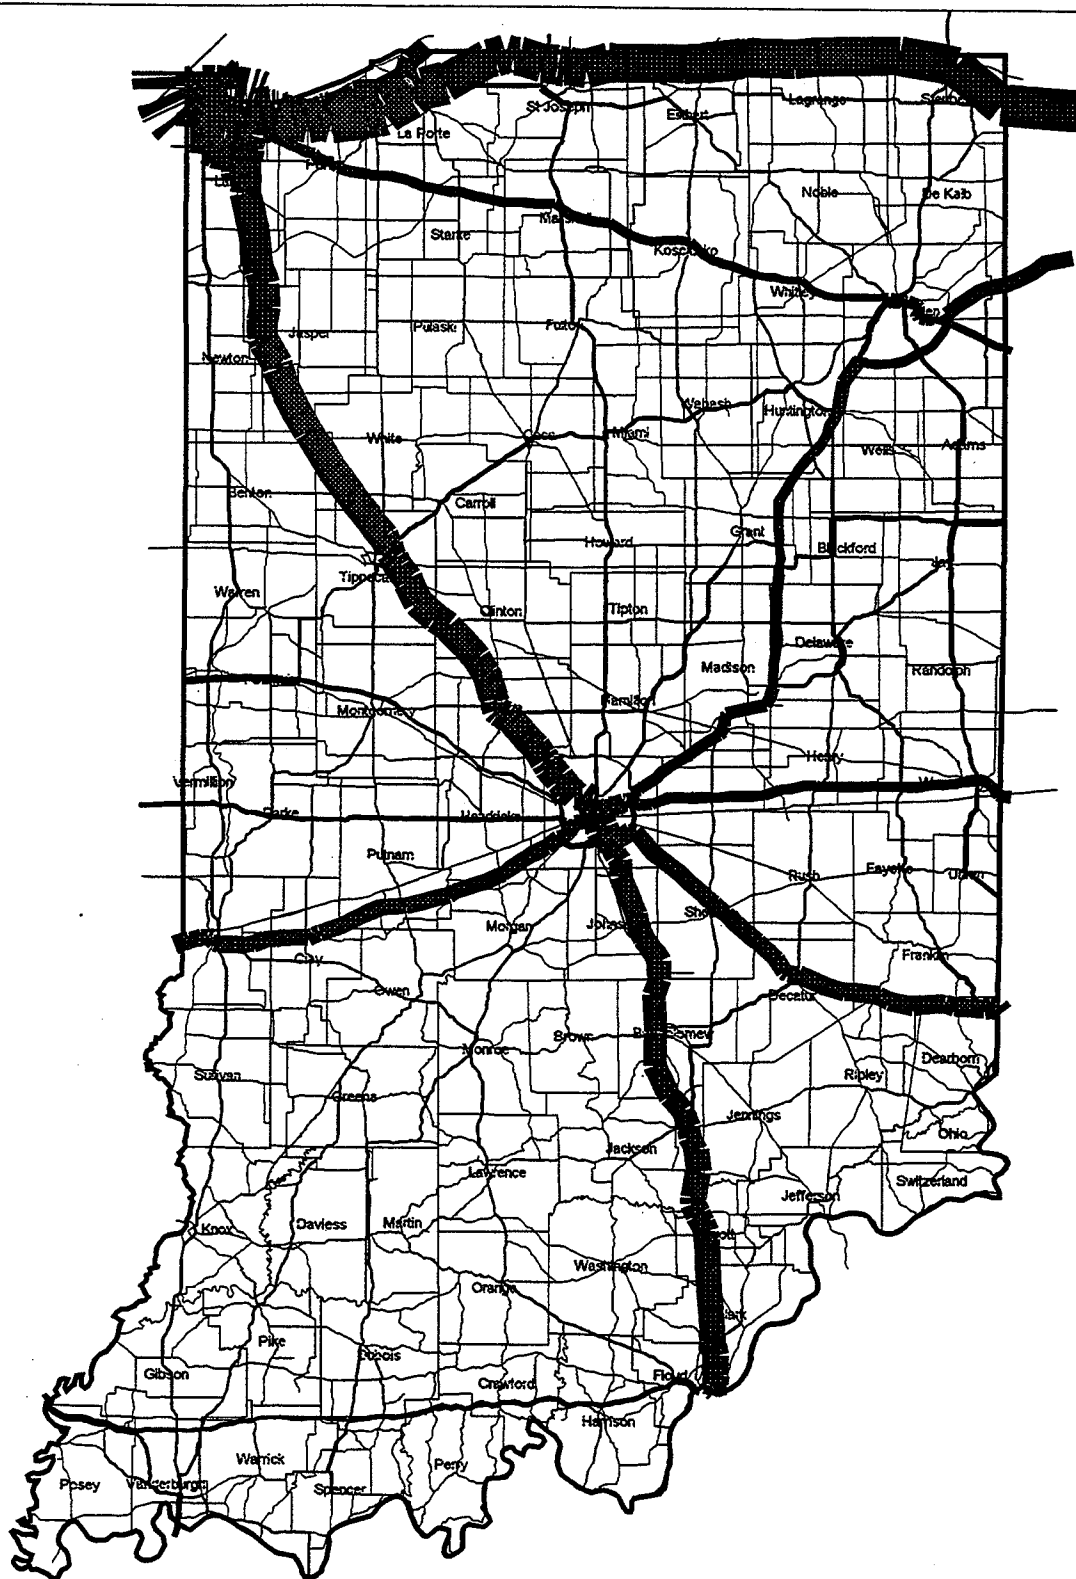 St Joseph
Lagrange
La Porte
Noble
De Kalb
Starke
Kosciusko
Whitley
Pulaski
Fulton
Jasper
Newton
Wabash
Huntington
White
Cass
Miami
Wells
Adams
Benton
Carroll
Grant
Howard
Blackford
Jay
Tippeca
Warren
Clinton
Tipton
Delaware
Madison
Randolph
Hamilton
Montgomery
Henry
Vermillion
Parke
Hendricks
Putnam
Rush
Fayette
Union
She
Morgan
Johns
Franklin
Clay
Owen
Decatur
Brown
Monroe
Dearborn
Ripley
Sullivan
Greene
Jennings
Ohio
Jackson
Lawrence
Switzerland
Jefferson
Knox
Daviess
Martin
Washington
Orange
Pike
Dubois
Gibson
Crawford
Floyd
Harrison
Warrick
Perry
Posey
Vanderburgh
Spencer